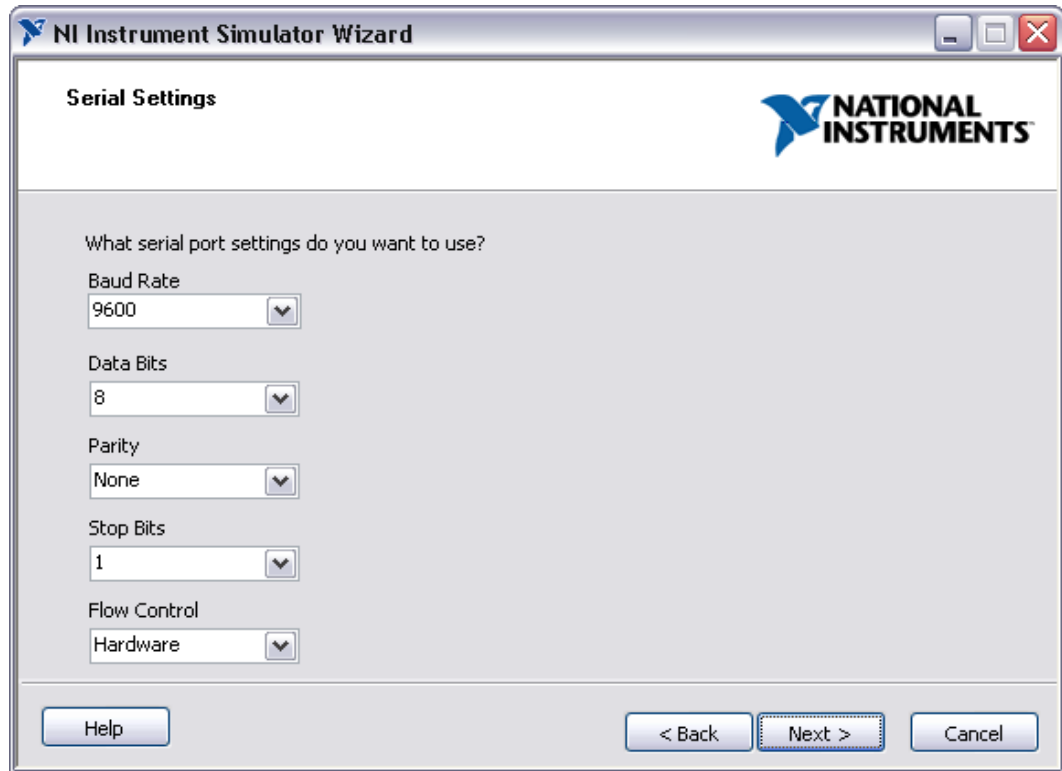 NI Instrument Simulator Wizard
Serial Settings
NATIONAL
INSTRUMENTS
What serial port settings do you want to use?
Baud Rate
9600
Data Bits
8
Parity
None
Stop Bits
1
Flow Control
Hardware
Help
< Back
Next >
Cancel